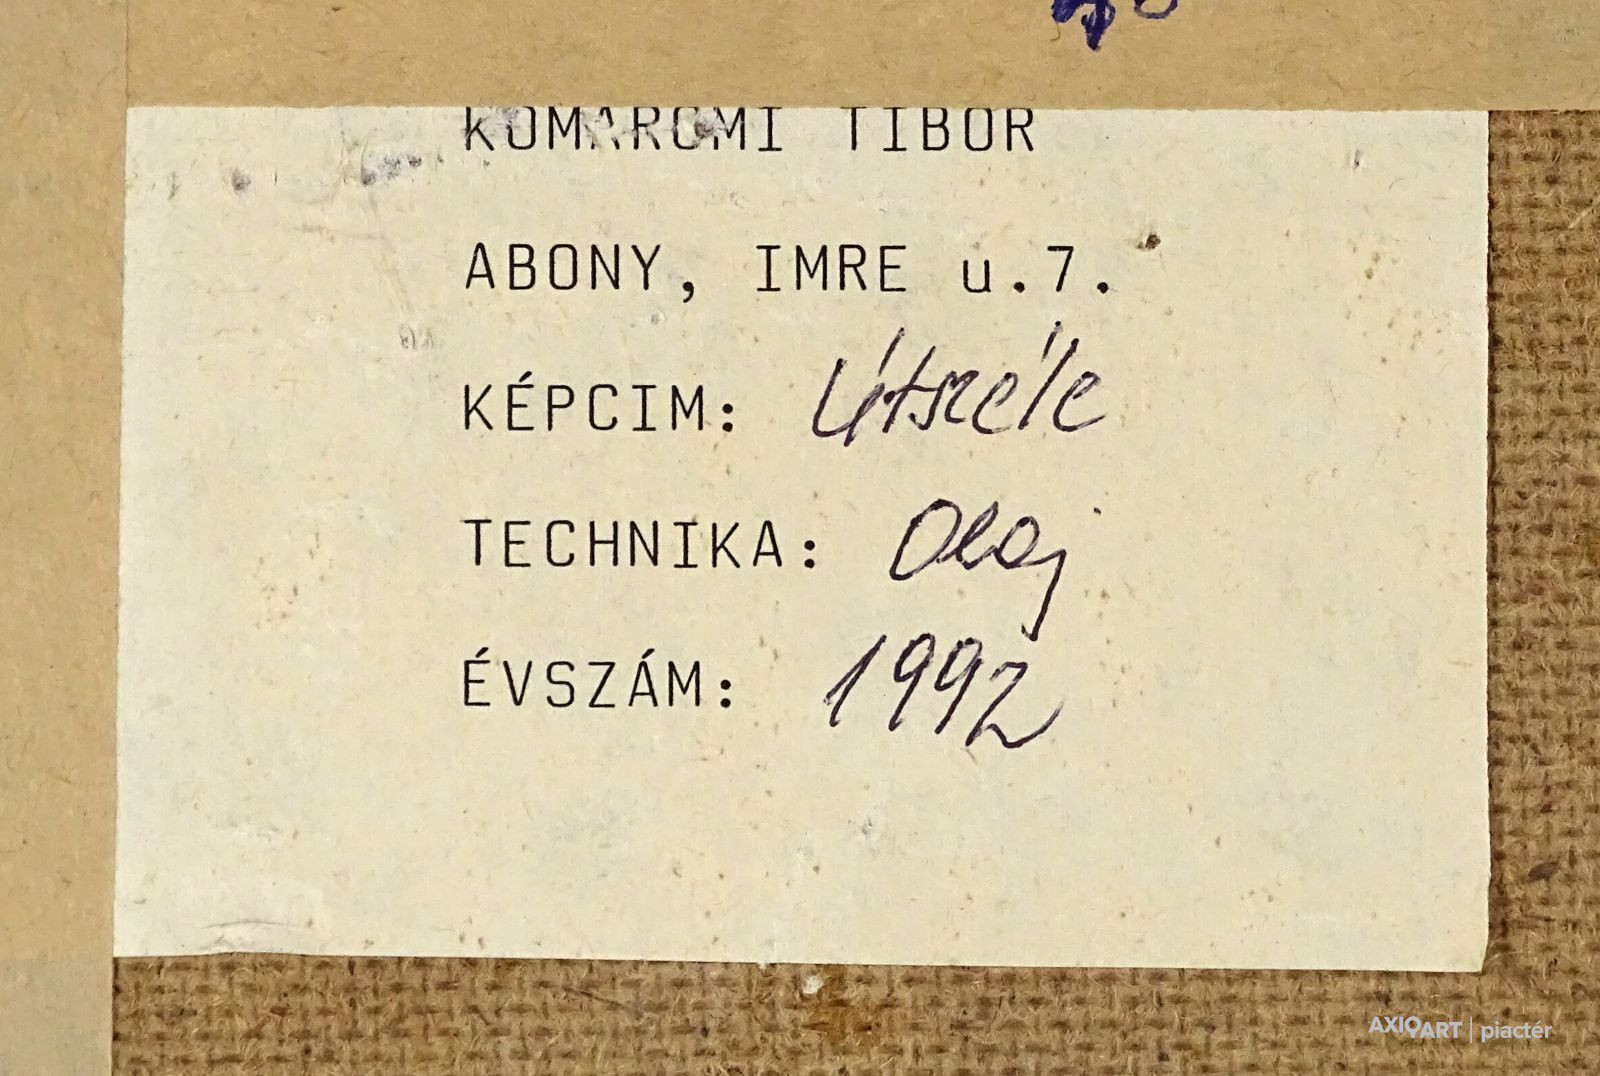 KOMAROMI TIBOR
ABONY, IMRE u.7.
KÉPCIM: Útszéle
TECHNIKA: Olaj
ÉVSZÁM: 1992
AXIOART | piactér